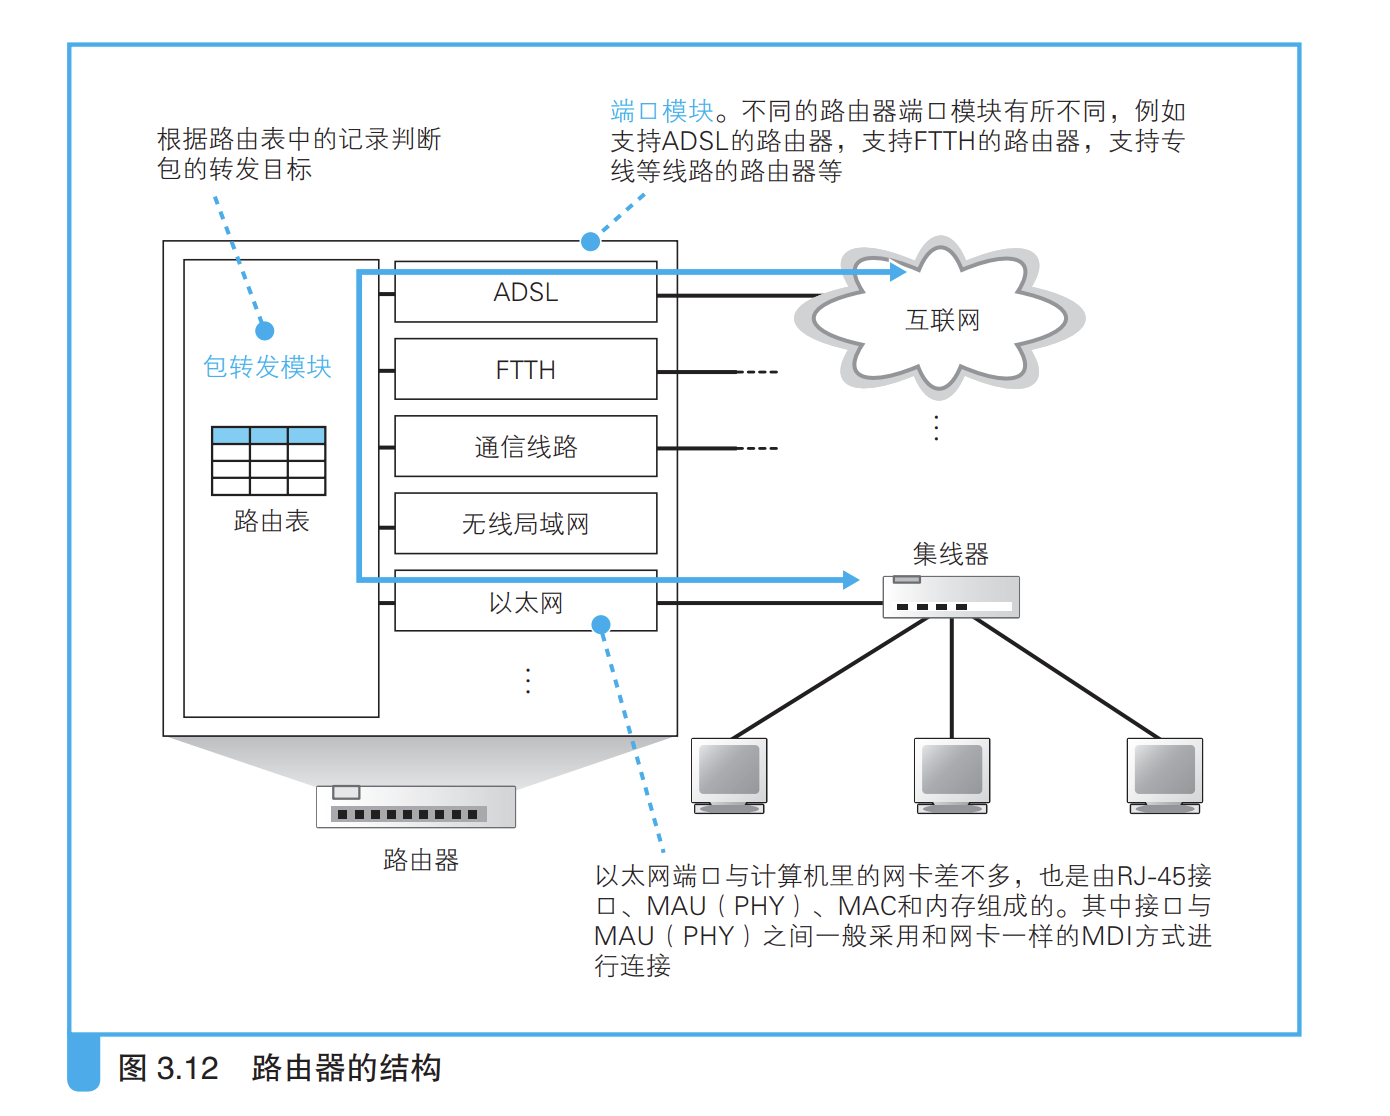 根据路由表中的记录判断
包的转发目标
端口模块。不同的路由器端口模块有所不同，例如
支持ADSL的路由器，支持FTTH的路由器，支持专
线等线路的路由器等
ADSL
互联网
包转发模块
FTTH
通信线路
路由表
无线局域网
集线器
以太网
路由器
以太网端口与计算机里的网卡差不多，也是由RJ-45接
口、MAU（PHY）、MAC和内存组成的。其中接口与
MAU（PHY）之间一般采用和网卡一样的MDI方式进
行连接
图 3.12 路由器的结构